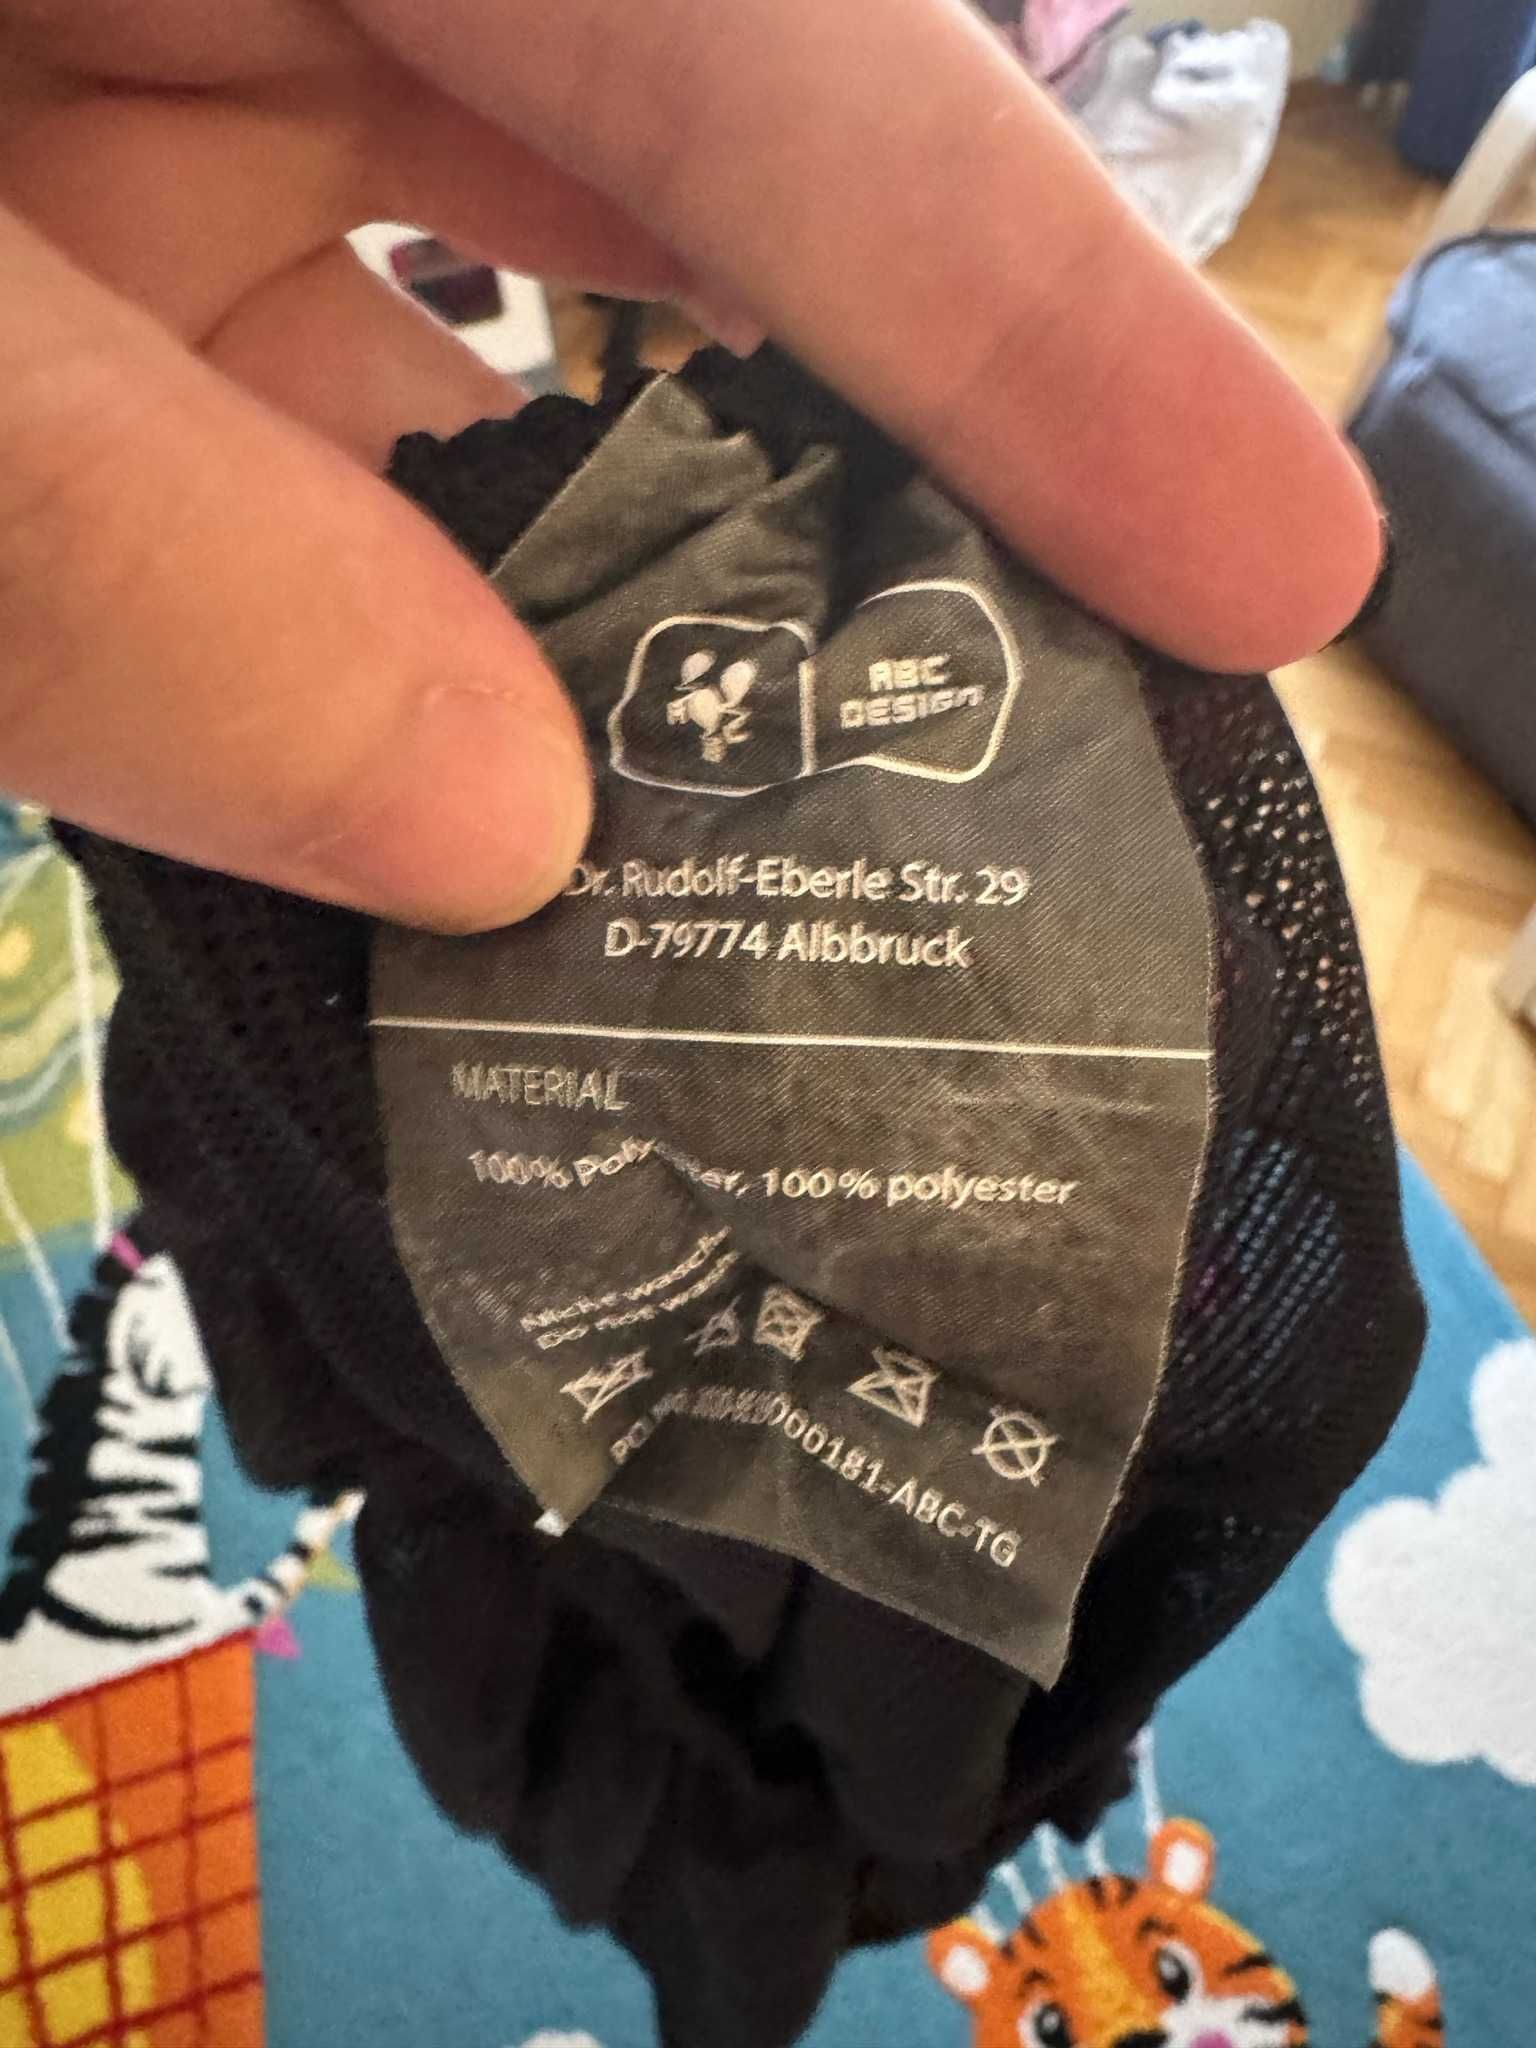 ABC
DESIGN
Dr. Rudolf-Eberle Str. 29
D-79774 Albbruck
MATERIAL
100% Polyester, 100% polyester
Nicht waschen
Do not wash
000181-ABC-TG